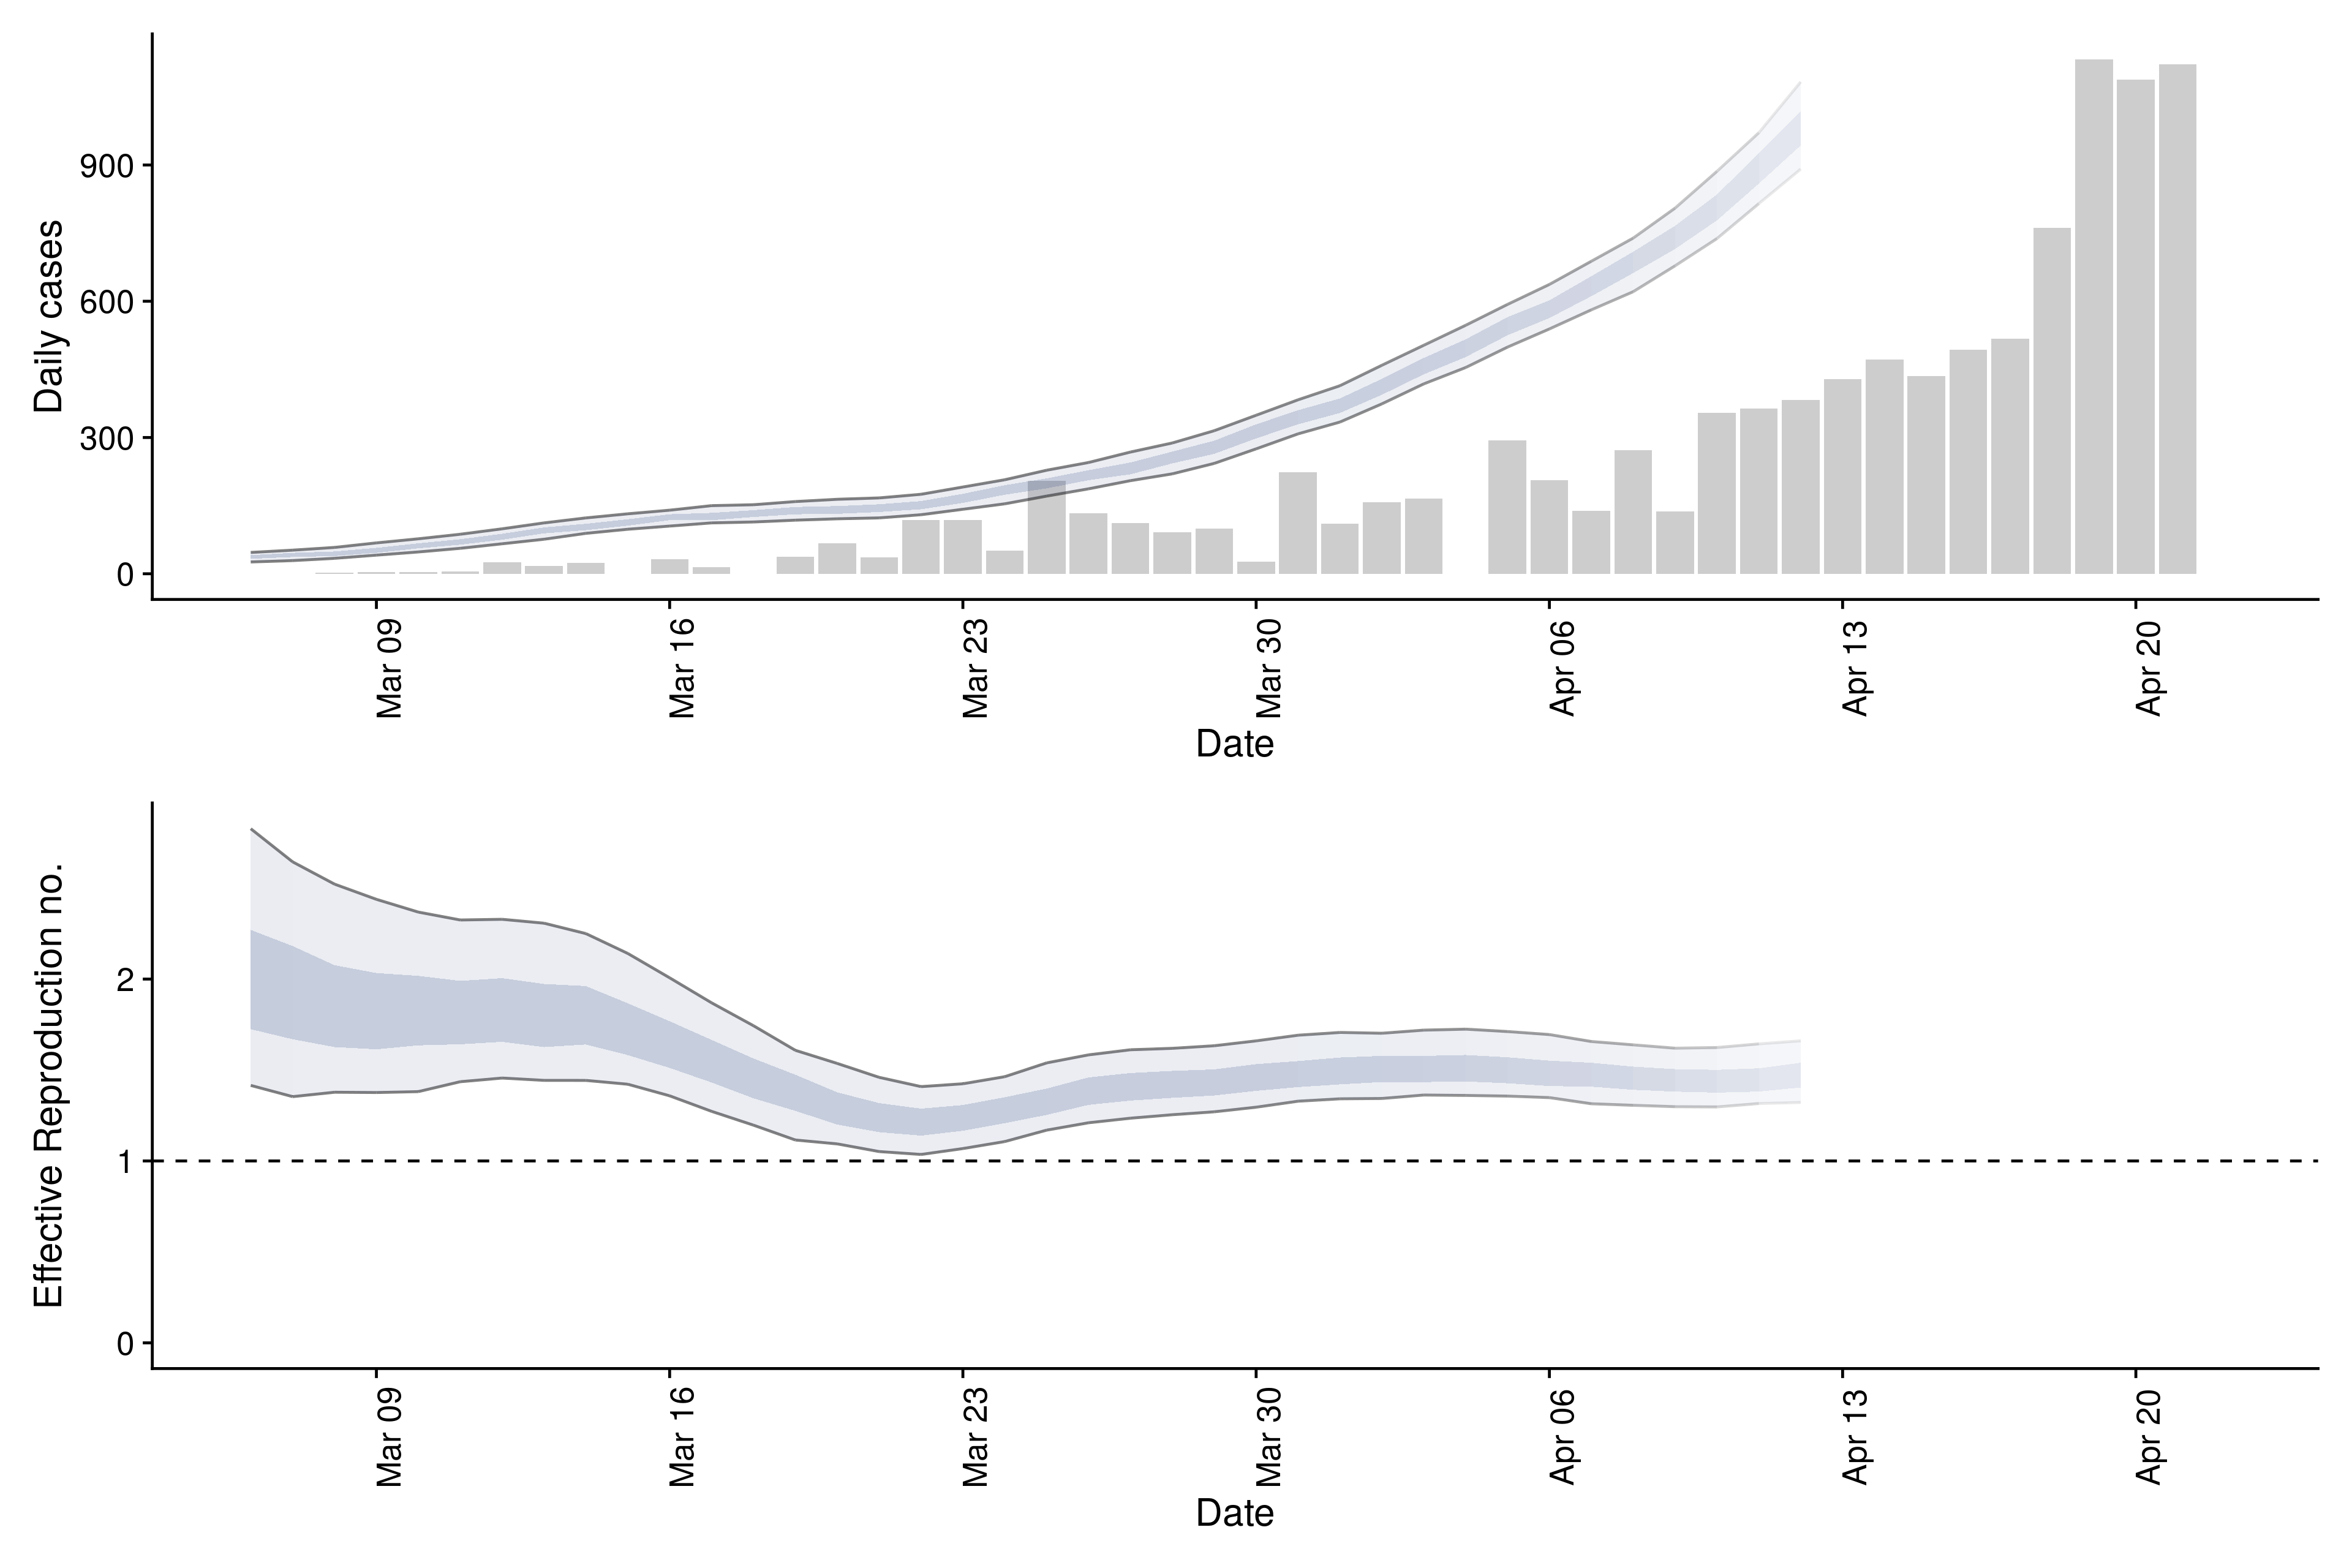 Daily cases
900
600
300
0
Mar 09
Mar 16
Mar 23
Mar 30
Apr 06
Apr 13
Apr 20
Date
Effective Reproduction no.
2
1
0
Mar 09
Mar 16
Mar 23
Mar 30
Apr 06
Apr 13
Apr 20
Date